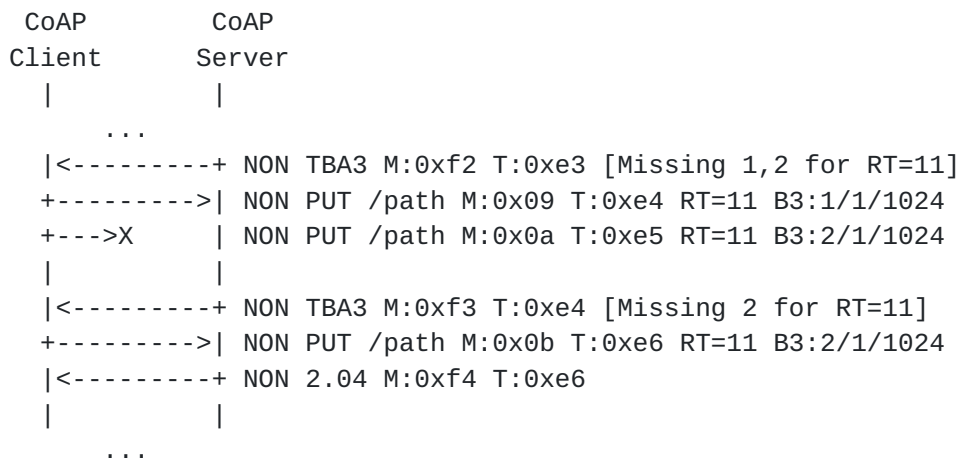 CoAP CoAP
Client Server
| |
...
|<---------+ NON TBA3 M:0xf2 T:0xe3 [Missing 1,2 for RT=11]
+--------->| NON PUT /path M:0x09 T:0xe4 RT=11 B3:1/1/1024
+--->X | NON PUT /path M:0x0a T:0xe5 RT=11 B3:2/1/1024
| |
|<---------+ NON TBA3 M:0xf3 T:0xe4 [Missing 2 for RT=11]
+--------->| NON PUT /path M:0x0b T:0xe6 RT=11 B3:2/1/1024
|<---------+ NON 2.04 M:0xf4 T:0xe6
| |
...